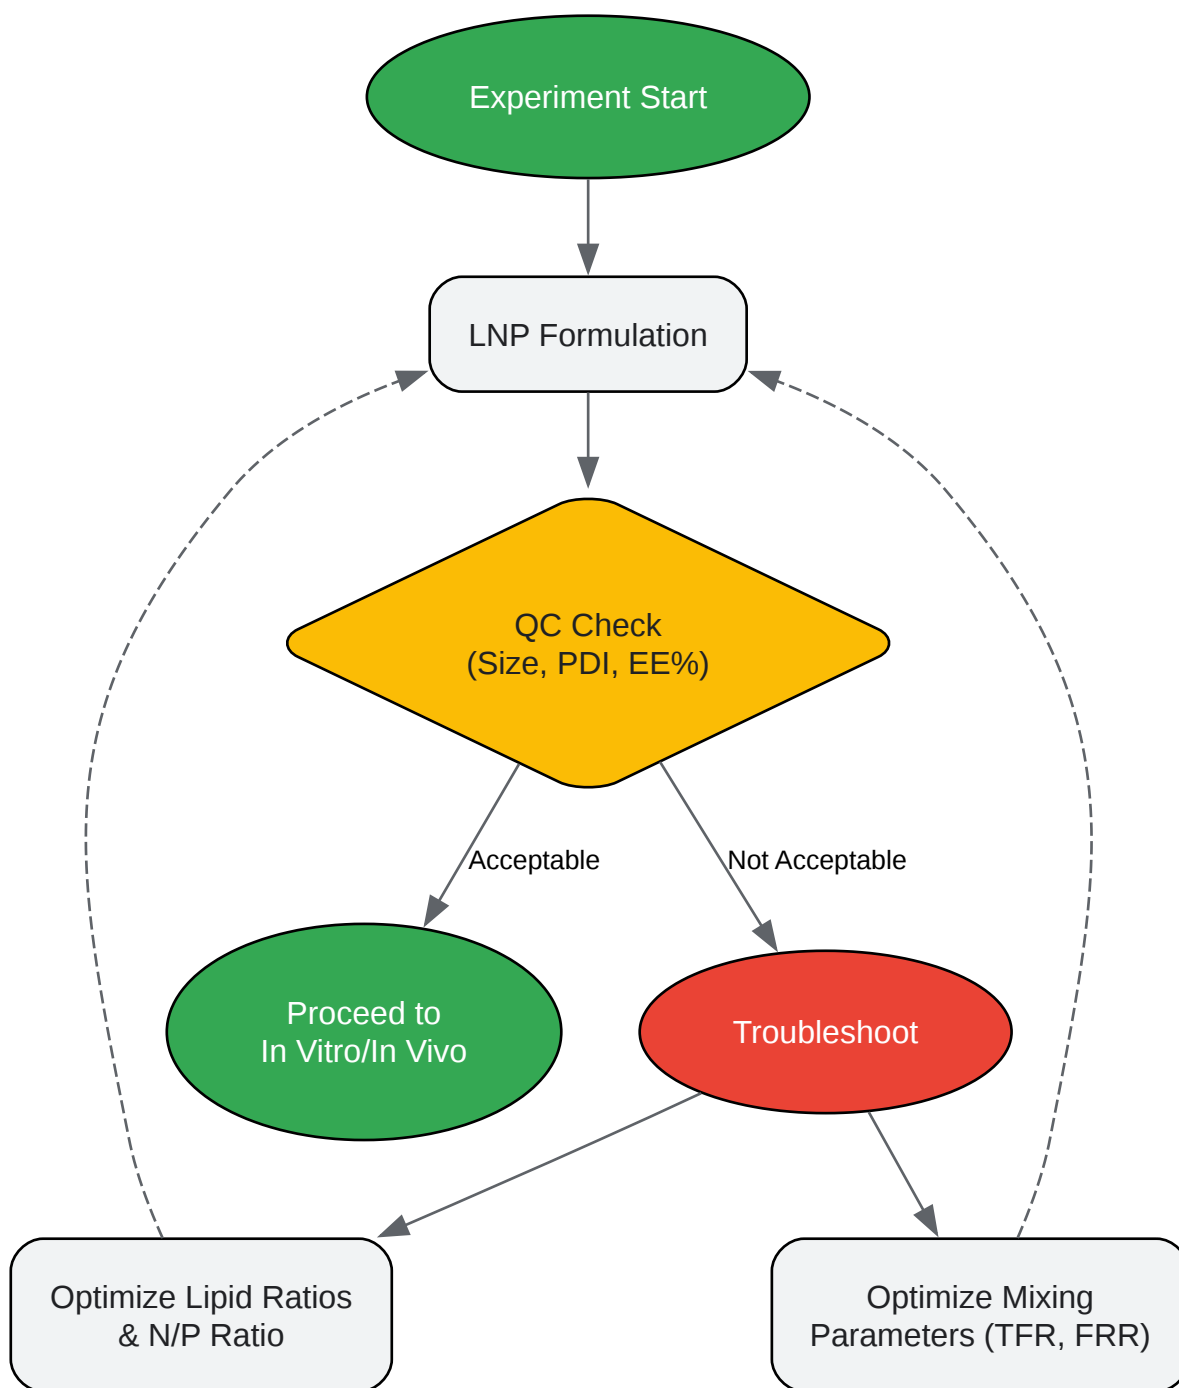 Experiment Start
LNP Formulation
QC Check
(Size, PDI, EE%)
Acceptable
Not Acceptable
Proceed to
In Vitro/In Vivo
Troubleshoot
Optimize Lipid Ratios
& N/P Ratio
Optimize Mixing
Parameters (TFR, FRR)